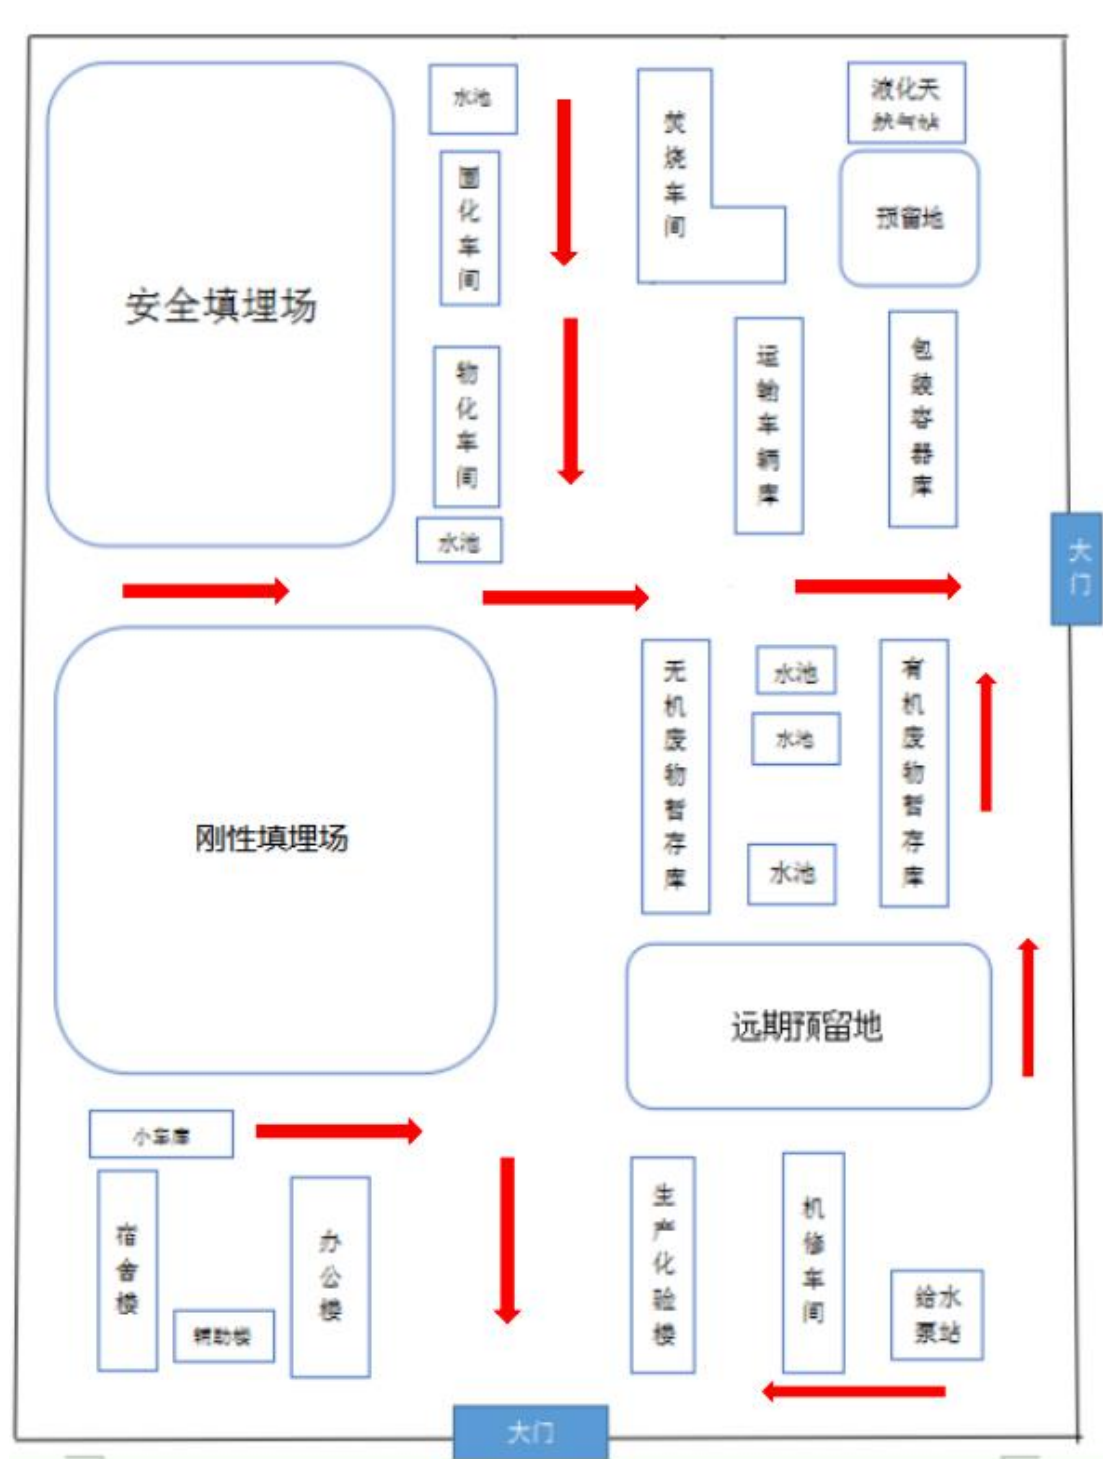 水池
液化天
然气站
焚烧车间
固化车间
预留地
安全填埋场
物化车间
运输车辆库
包装容器库
水池
大门
无机废物暂存库
水池
有机废物暂存库
水池
刚性填埋场
水池
远期预留地
小车库
宿舍楼
办公楼
辅助楼
生产化验楼
机修车间
给水
泵站
大门